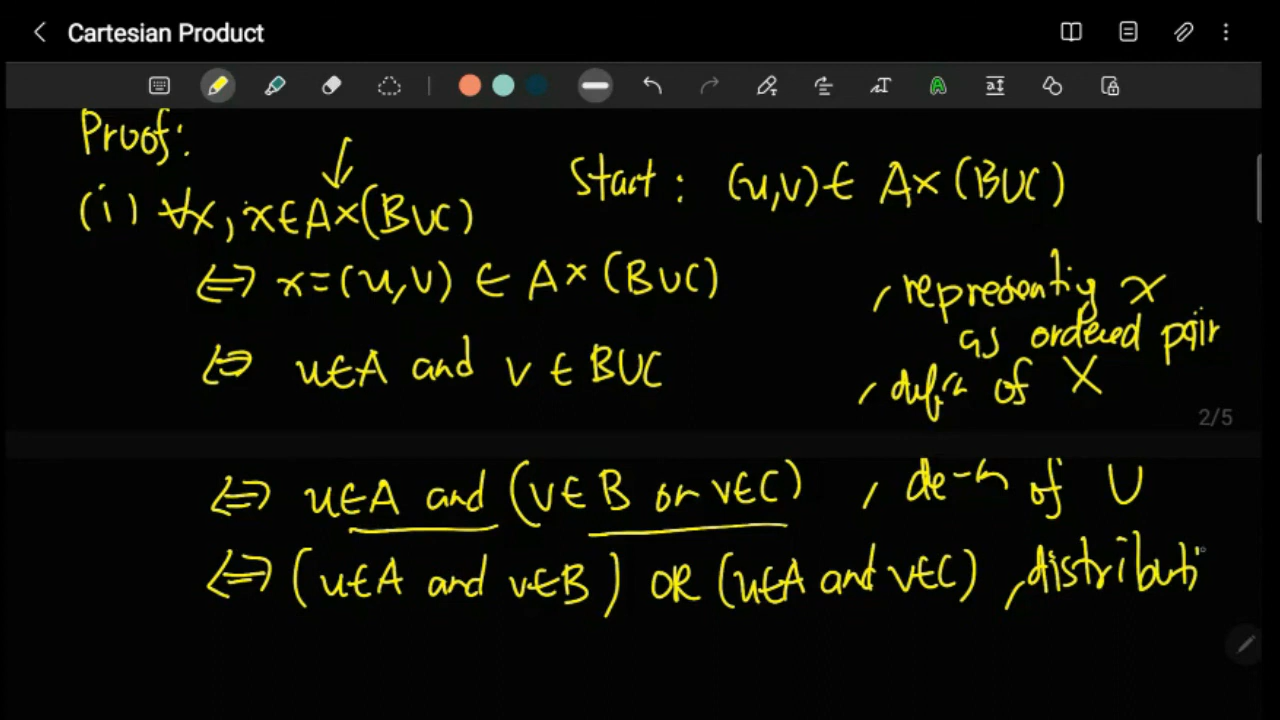 Cartesian Product
Proof:
(i) ∀x, x∈A×(B∪C)
Start: (u,v)∈ A×(B∪C)
⇔ x=(u,v) ∈ A×(B∪C)
, representing x
as ordered pair
⇔ u∈A and v ∈ B∪C
, defn of ×
2/5
⇔ u∈A and (v∈B or v∈C) , de-n of ∪
⇔ (u∈A and v∈B) OR (u∈A and v∈C) , distributi